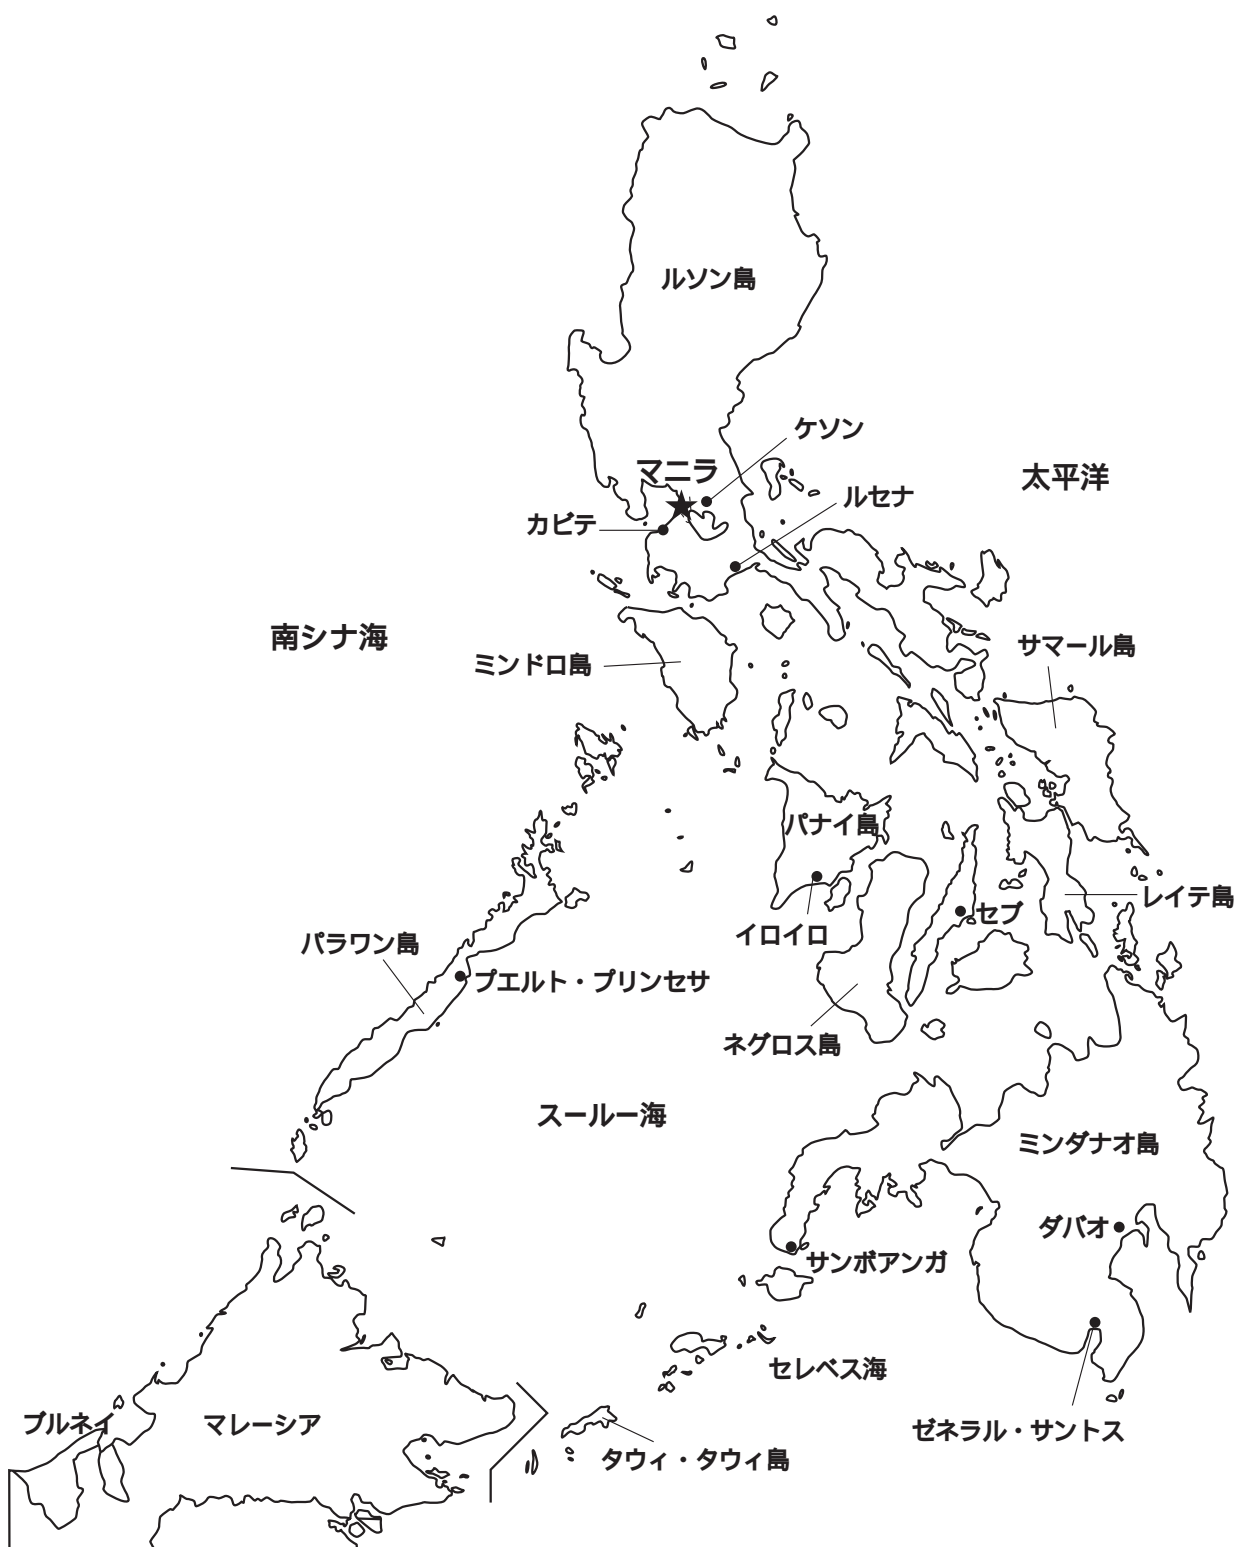 ルソン島
ケソン
マニラ
太平洋
ルセナ
カビテ
南シナ海
サマール島
ミンドロ島
パナイ島
レイテ島
セブ
イロイロ
パラワン島
プエルト・プリンセサ
ネグロス島
スールー海
ミンダナオ島
ダバオ
サンボアンガ
セレベス海
ブルネイ
マレーシア
ゼネラル・サントス
タウィ・タウィ島